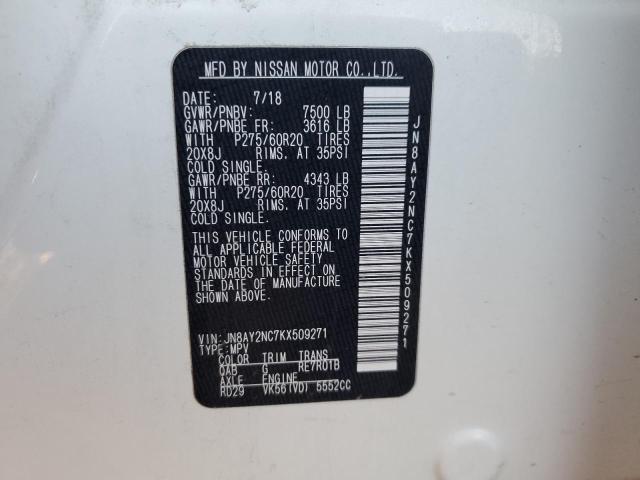 MFD BY NISSAN MOTOR CO.,LTD.
DATE: 7/18
GVWR/PNBV: 7500 LB
GAWR/PNBE FR: 3616 LB
WITH P275/60R20 TIRES
20X8J RIMS. AT 35PSI
COLD SINGLE.
GAWR/PNBE RR: 4343 LB
WITH P275/60R20 TIRES
20X8J RIMS. AT 35PSI
COLD SINGLE.
THIS VEHICLE CONFORMS TO
ALL APPLICABLE FEDERAL
MOTOR VEHICLE SAFETY
STANDARDS IN EFFECT ON
THE DATE OF MANUFACTURE
SHOWN ABOVE.
VIN: JN8AY2NC7KX509271
TYPE: MPV
COLOR TRIM TRANS
QAB G RE7R01B
AXLE ENGINE
RD29 VK56(VD) 5552CC
JN8AY2NC7KX509271